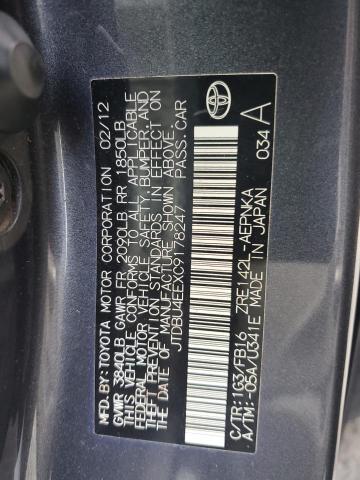 MFD.BY:TOYOTA MOTOR CORPORATION 02/12
GVWR 3840LB GAWR FR 2090LB RR 1850LB
THIS VEHICLE CONFORMS TO ALL APPLICABLE
FEDERAL MOTOR VEHICLE SAFETY, BUMPER, AND
THEFT PREVENTION STANDARDS IN EFFECT ON
THE DATE OF MANUFACTURE SHOWN ABOVE.
JTDBU4EEXC9178247 PASS.CAR
C/TR:1G3/FB16 ZRE142L-AEPNKA 034
A/TM:-05A/U341E MADE IN JAPAN A